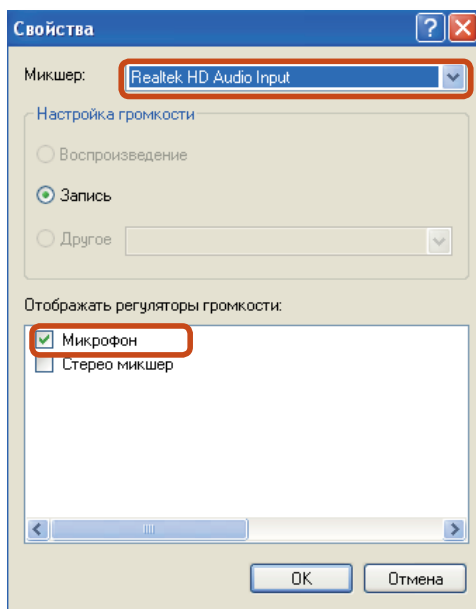 Свойства
Микшер: Realtek HD Audio Input
Настройка громкости
Воспроизведение
Запись
Другое
Отображать регуляторы громкости:
Микрофон
Стерео микшер
OK Отмена